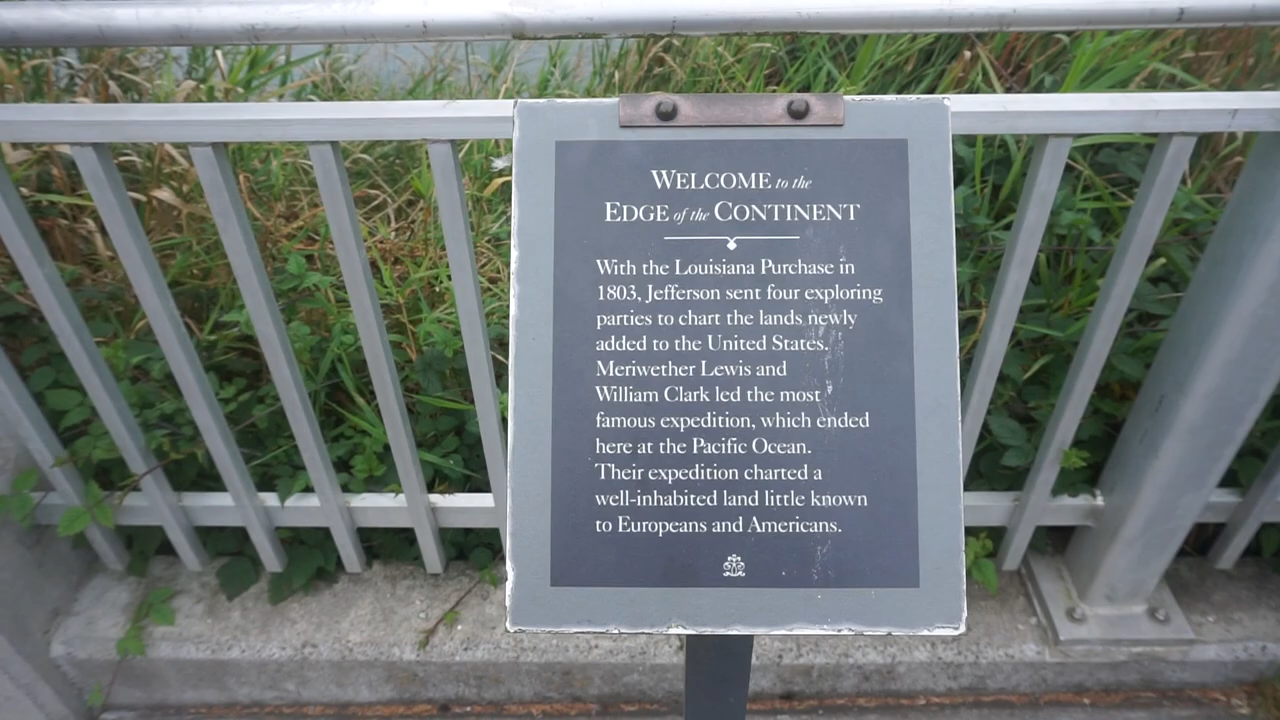 WELCOME to the
EDGE of the CONTINENT
With the Louisiana Purchase in
1803, Jefferson sent four exploring
parties to chart the lands newly
added to the United States.
Meriwether Lewis and
William Clark led the most
famous expedition, which ended
here at the Pacific Ocean.
Their expedition charted a
well-inhabited land little known
to Europeans and Americans.